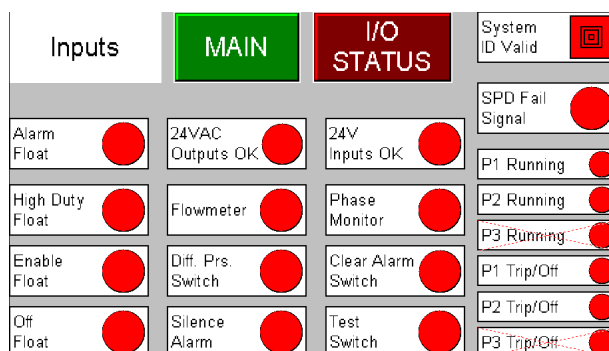 Inputs
MAIN
I/O
STATUS
System
ID Valid
SPD Fail
Signal
Alarm
Float
24VAC
Outputs OK
24V
Inputs OK
P1 Running
High Duty
Float
Flowmeter
Phase
Monitor
P2 Running
P3 Running
Enable
Float
Diff. Prs.
Switch
Clear Alarm
Switch
P1 Trip/Off
P2 Trip/Off
Off
Float
Silence
Alarm
Test
Switch
P3 Trip/Off